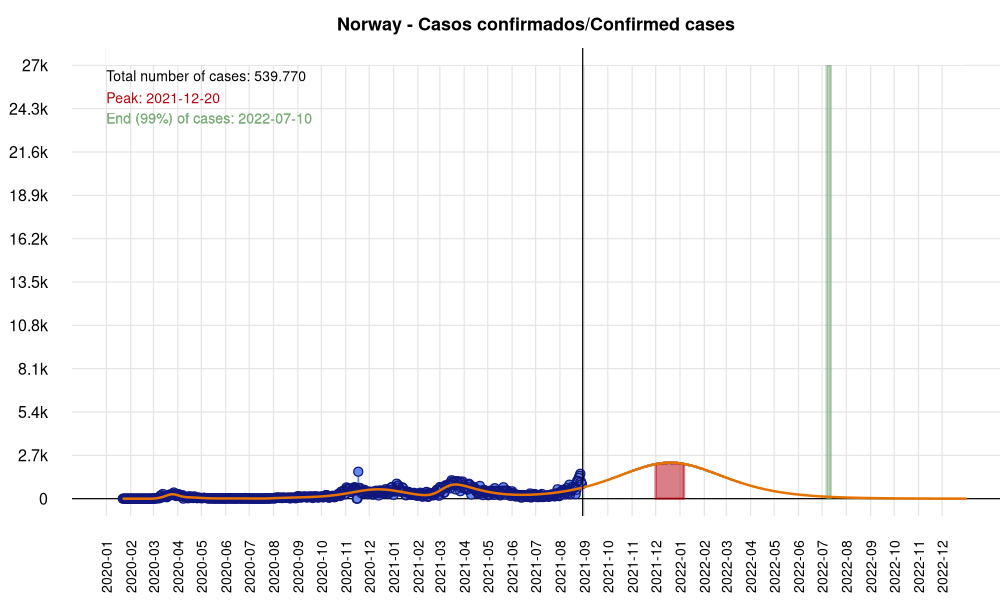 Norway - Casos confirmados/Confirmed cases
Total number of cases: 539.770
Peak: 2021-12-20
End (99%) of cases: 2022-07-10
27k
24.3k
21.6k
18.9k
16.2k
13.5k
10.8k
8.1k
5.4k
2.7k
0
2020-01
2020-02
2020-03
2020-04
2020-05
2020-06
2020-07
2020-08
2020-09
2020-10
2020-11
2020-12
2021-01
2021-02
2021-03
2021-04
2021-05
2021-06
2021-07
2021-08
2021-09
2021-10
2021-11
2021-12
2022-01
2022-02
2022-03
2022-04
2022-05
2022-06
2022-07
2022-08
2022-09
2022-10
2022-11
2022-12